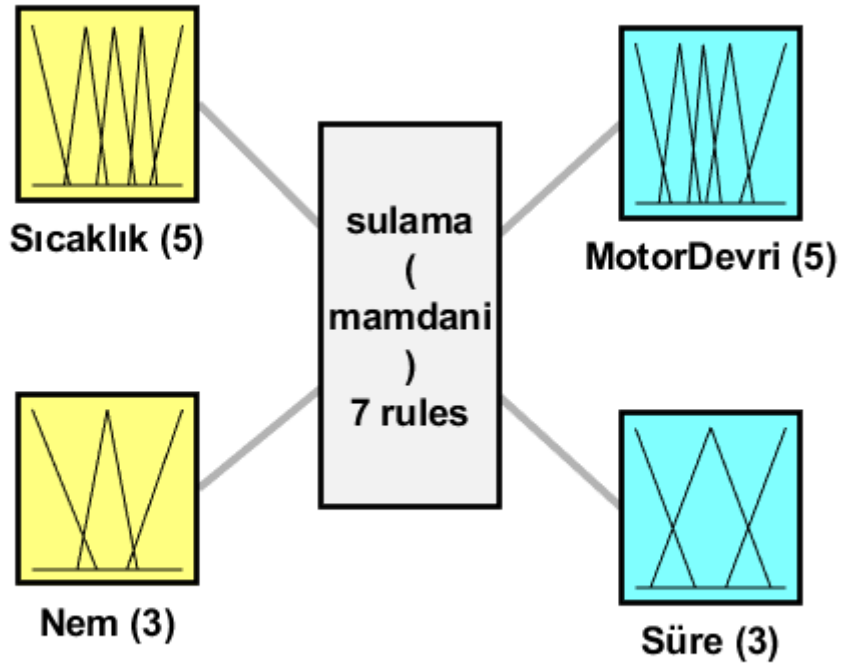 Sıcaklık (5)
Nem (3)
sulama
(
mamdani
)
7 rules
MotorDevri (5)
Süre (3)